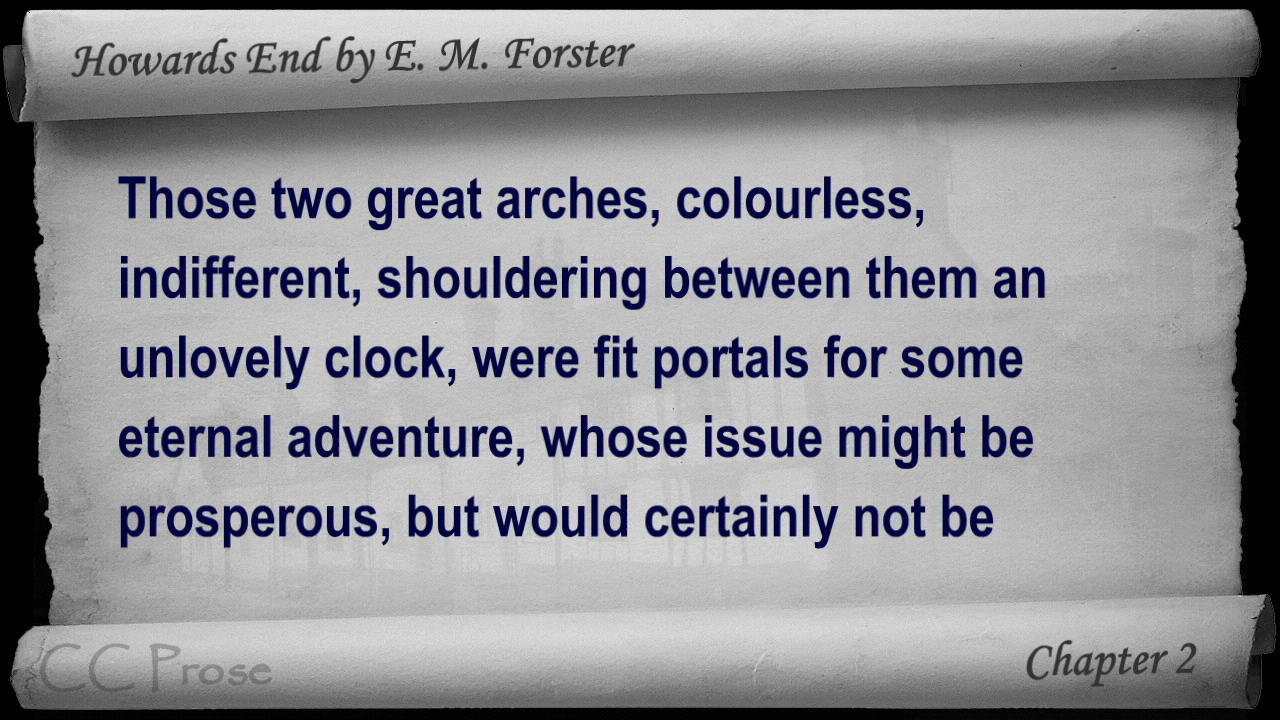 Howards End by E. M. Forster
Those two great arches, colourless,
indifferent, shouldering between them an
unlovely clock, were fit portals for some
eternal adventure, whose issue might be
prosperous, but would certainly not be
CC Prose
Chapter 2